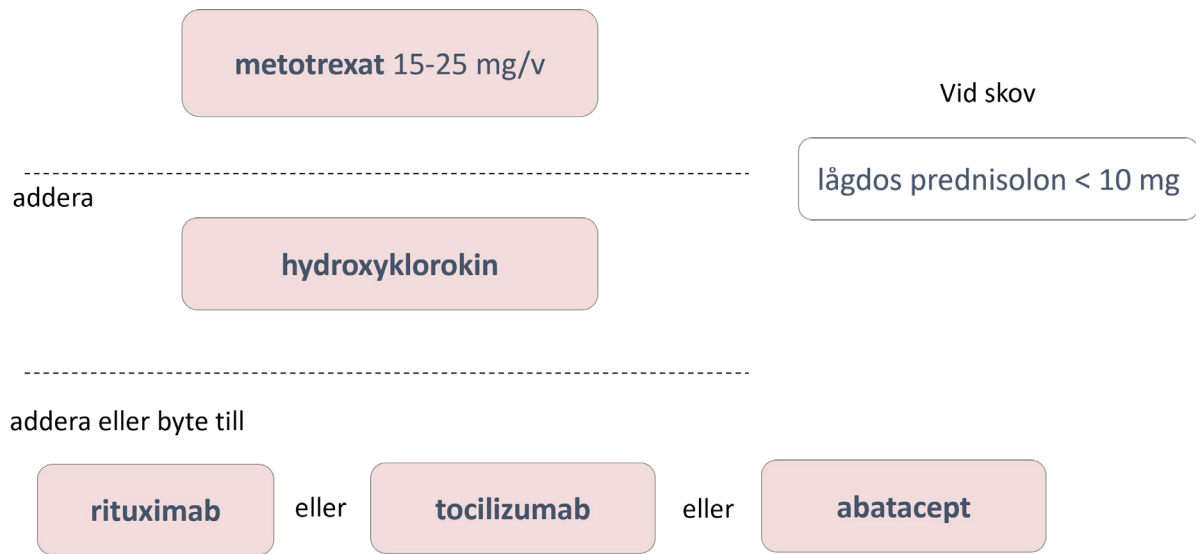 metotrexat 15-25 mg/v
Vid skov
lågdos prednisolon < 10 mg
addera
hydroxyklorokin
addera eller byte till
rituximab eller tocilizumab eller abatacept